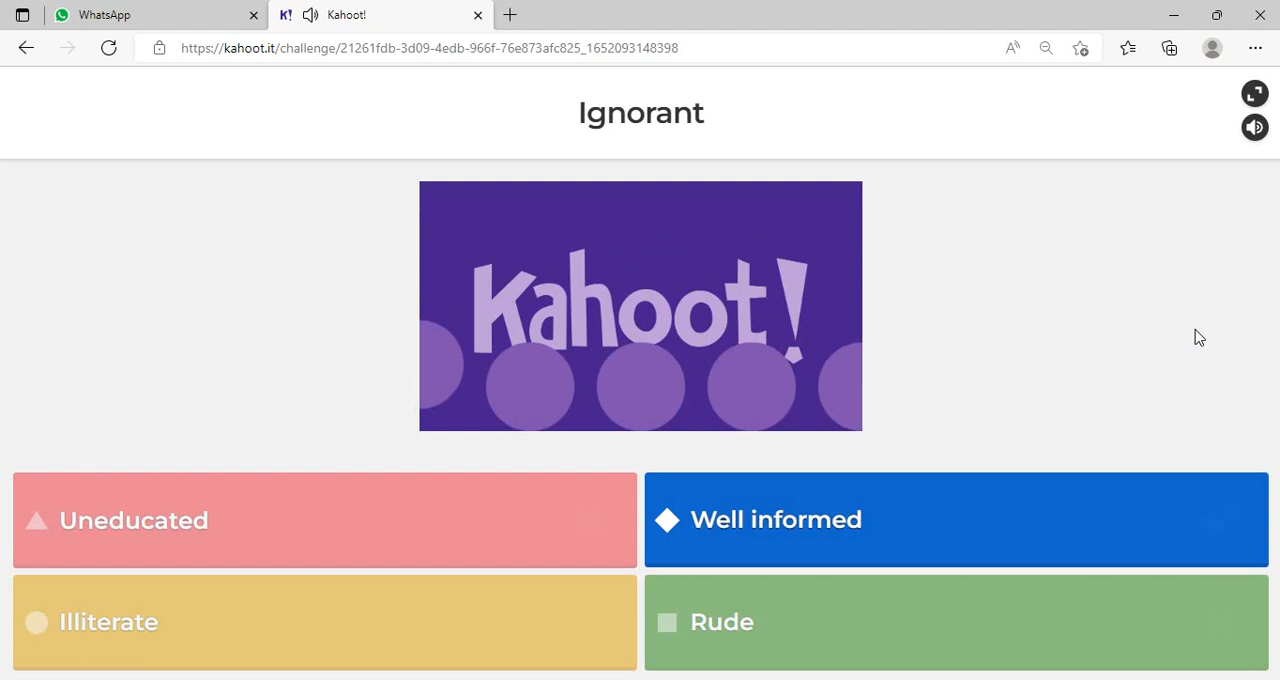 WhatsApp
K! Kahoot!
https://kahoot.it/challenge/21261fdb-3d09-4edb-966f-76e873afc825_1652093148398
Ignorant
Kahoot!
Uneducated
Well informed
Illiterate
Rude